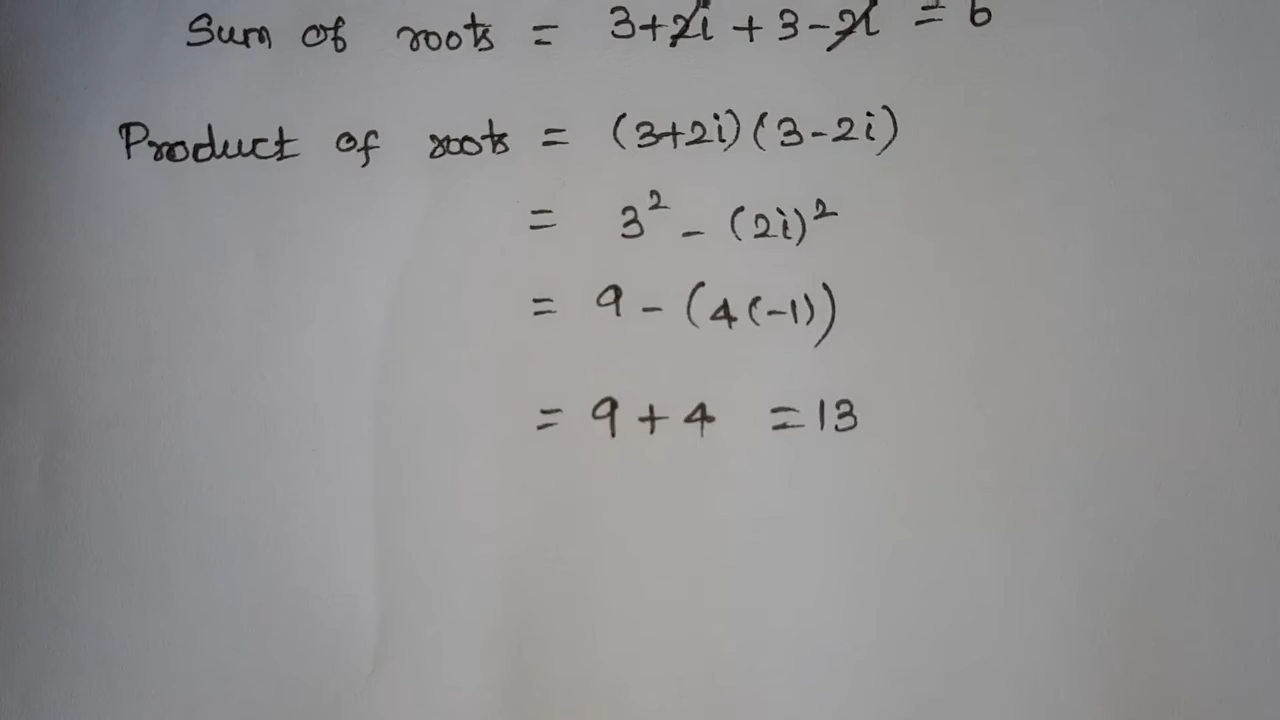 Sum of roots = 3+2i + 3-2i = 6
Product of roots = (3+2i)(3-2i)
= 3² - (2i)²
= 9 - (4(-1))
= 9 + 4 = 13